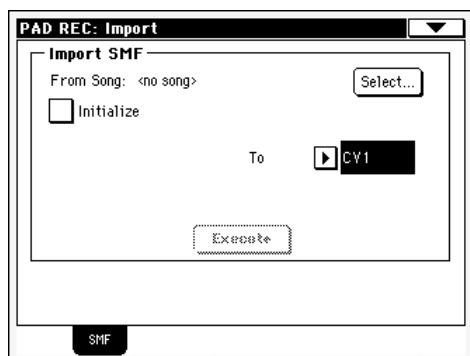 PAD REC: Import
Import SMF
From Song: <no song>
Select...
Initialize
To
CV1
Execute
SMF